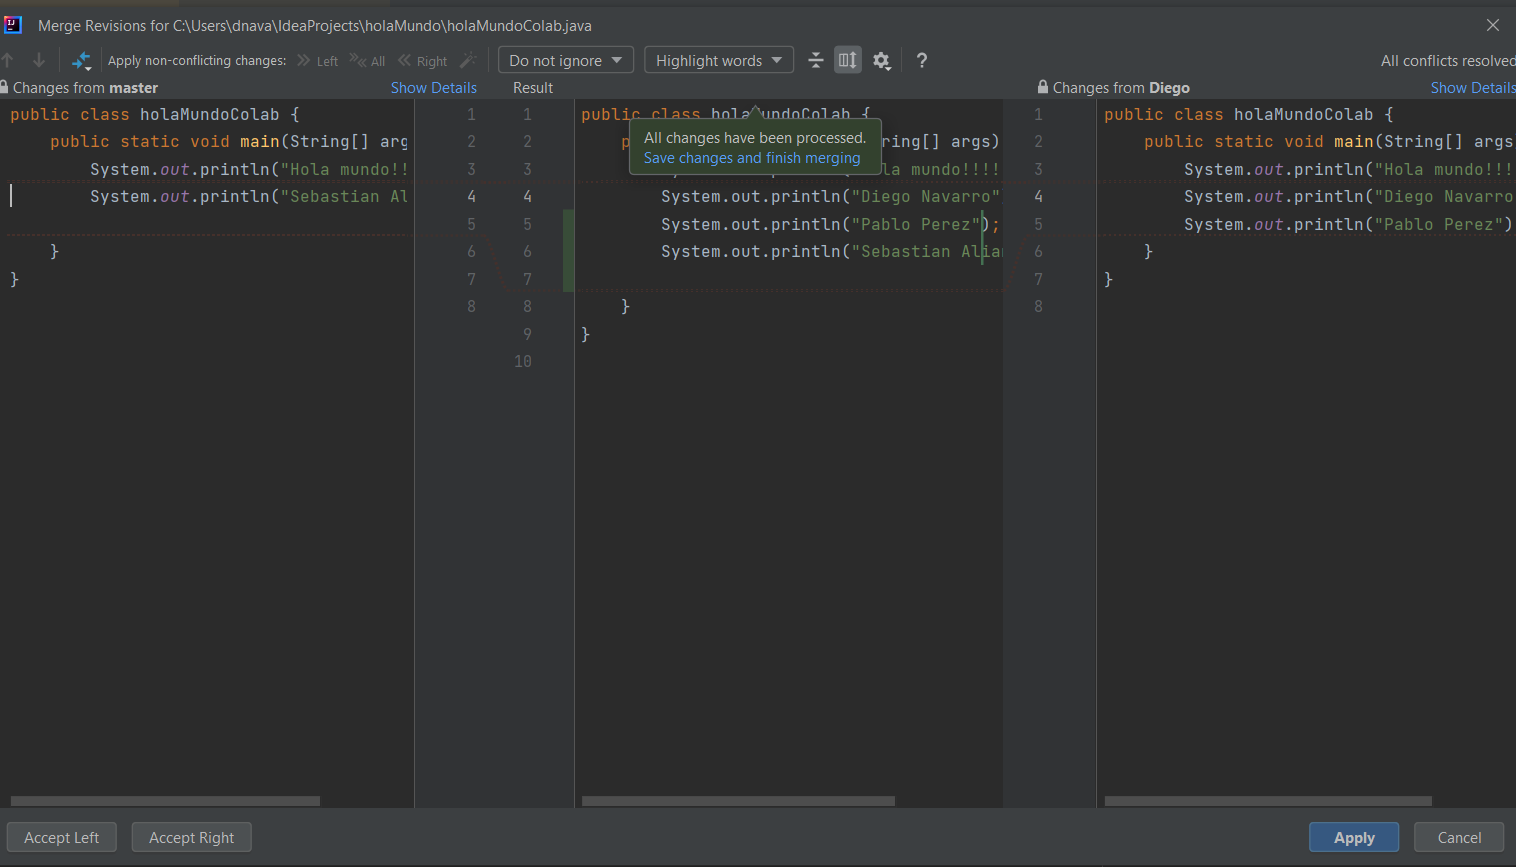 Merge Revisions for C:\Users\dnava\IdeaProjects\holaMundo\holaMundoColab.java
Apply non-conflicting changes: Left All Right Do not ignore Highlight words ? All conflicts resolved
Changes from master Show Details
Result
Changes from Diego Show Details
public class holaMundoColab {
public static void main(String[] arg
System.out.println("Hola mundo!!
System.out.println("Sebastian Al
}
}
1
2
3
4
5
6
7
8
1
2
3
4
5
6
7
8
9
10
public class holaMundoColab {
All changes have been processed.
Save changes and finish merging
String[] args)
la mundo!!!!
System.out.println("Diego Navarro"
System.out.println("Pablo Perez");
System.out.println("Sebastian Alian
}
}
1
2
3
4
5
6
7
8
public class holaMundoColab {
public static void main(String[] args
System.out.println("Hola mundo!!!
System.out.println("Diego Navarro
System.out.println("Pablo Perez")
}
}
Accept Left Accept Right Apply Cancel